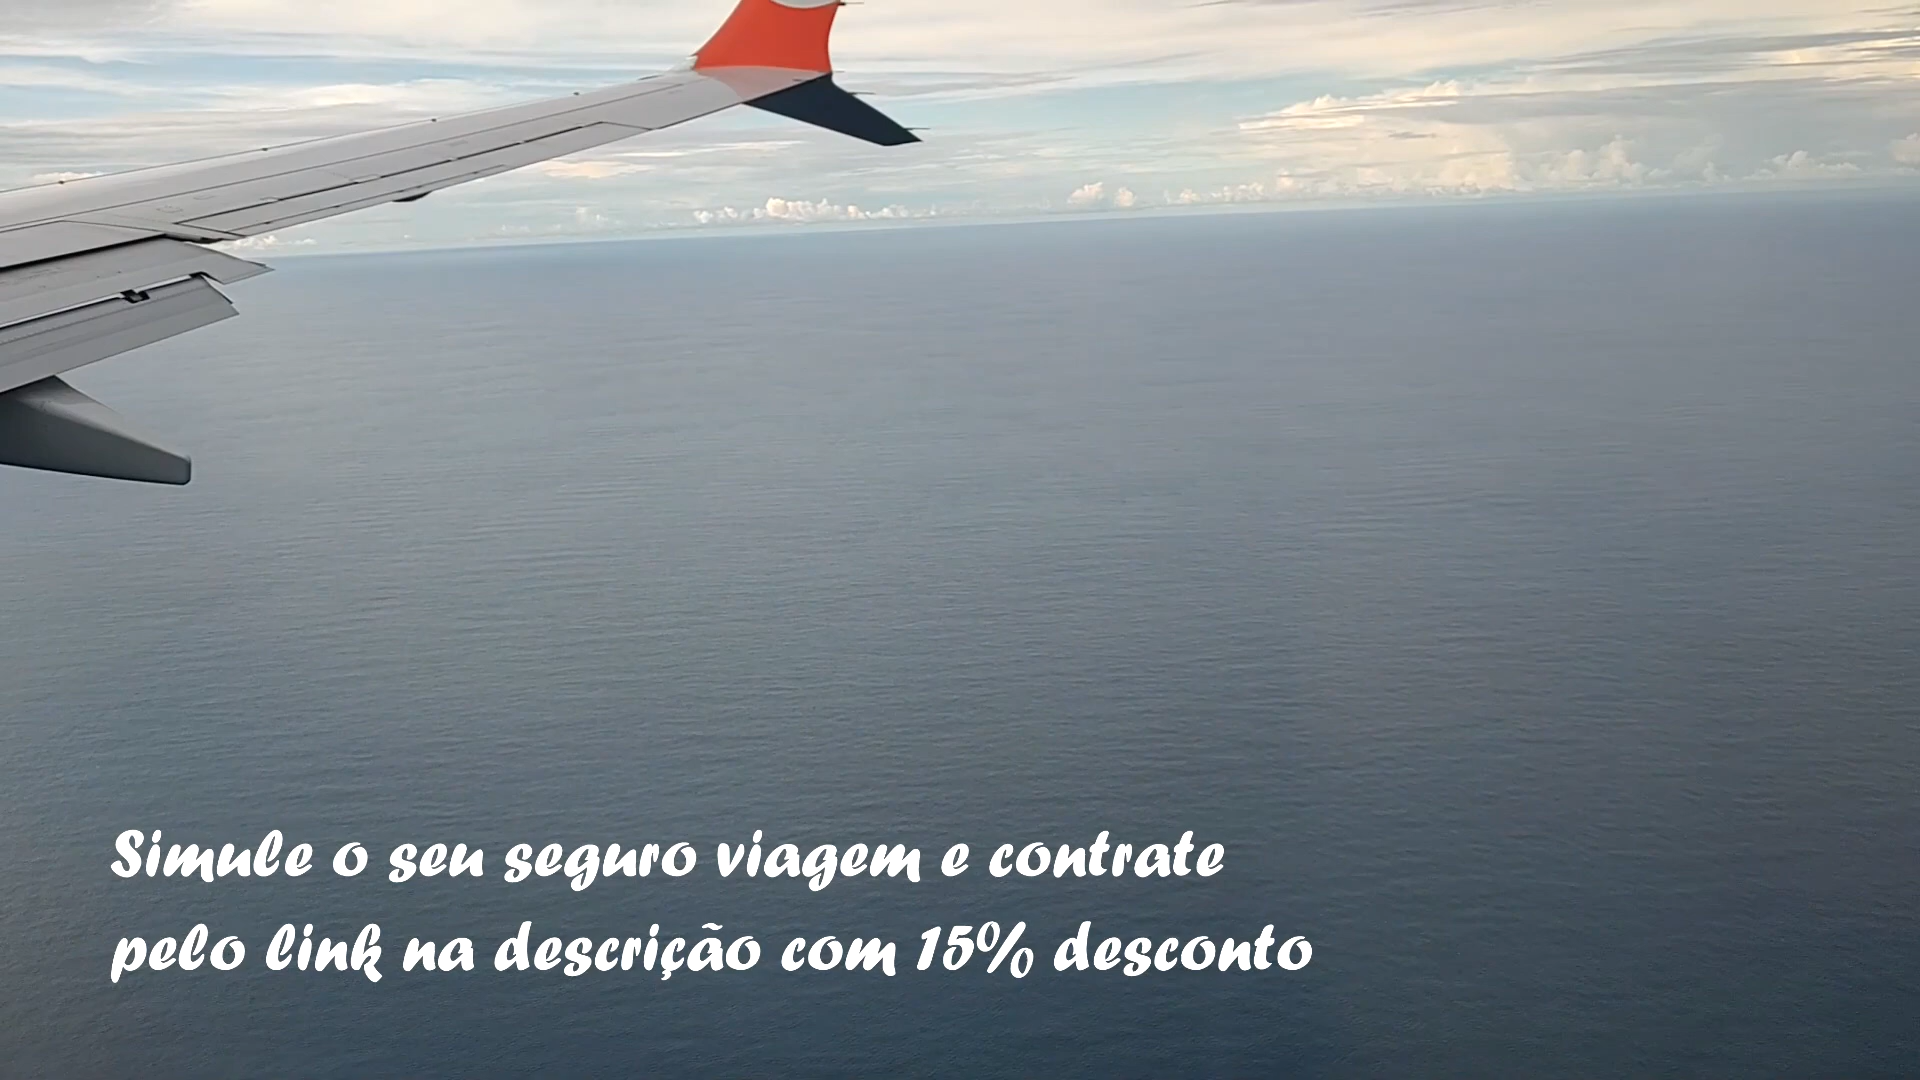 Simule o seu seguro viagem e contrate
pelo link na descrição com 15% desconto